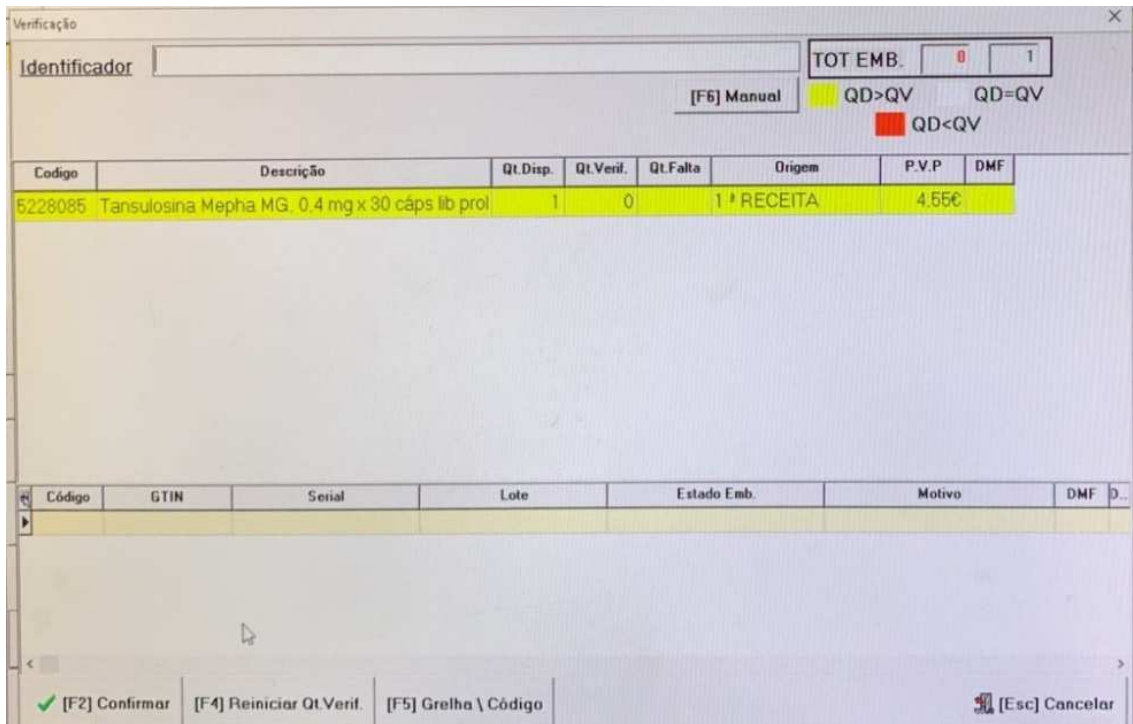 Verificação
Identificador
TOT EMB. 0 1
[F6] Manual
QD>QV QD=QV
QD<QV
Codigo Descrição Qt.Disp. Qt.Verif. Qt.Falta Origem P.V.P DMF
5228085 Tansulosina Mepha MG, 0,4 mg x 30 cáps lib prol 1 0 1 ª RECEITA 4.55€
Código GTIN Serial Lote Estado Emb. Motivo DMF D...
[F2] Confirmar [F4] Reiniciar Qt.Verif. [F5] Grelha \ Código [Esc] Cancelar